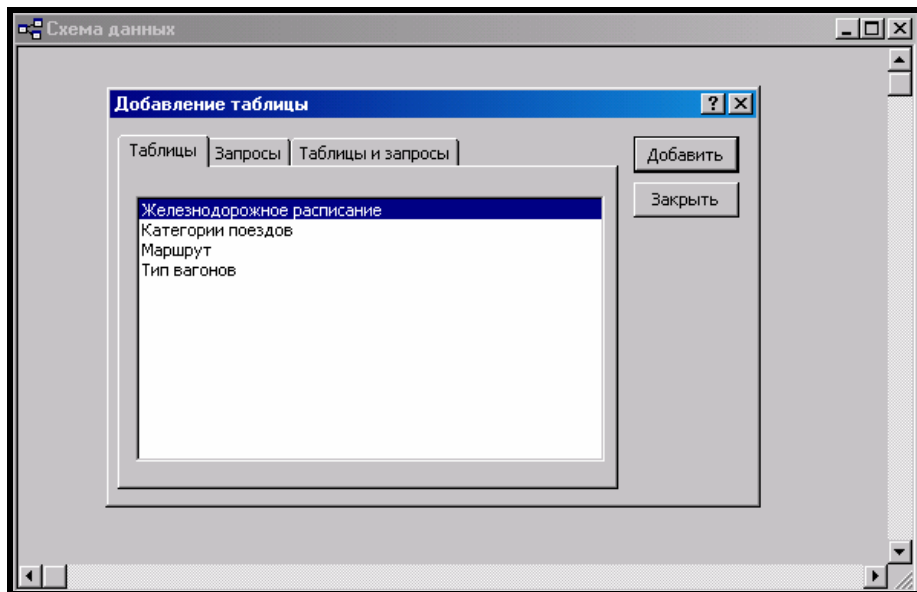 Схема данных
Добавление таблицы
Таблицы Запросы Таблицы и запросы
Добавить
Закрыть
Железнодорожное расписание
Категории поездов
Маршрут
Тип вагонов